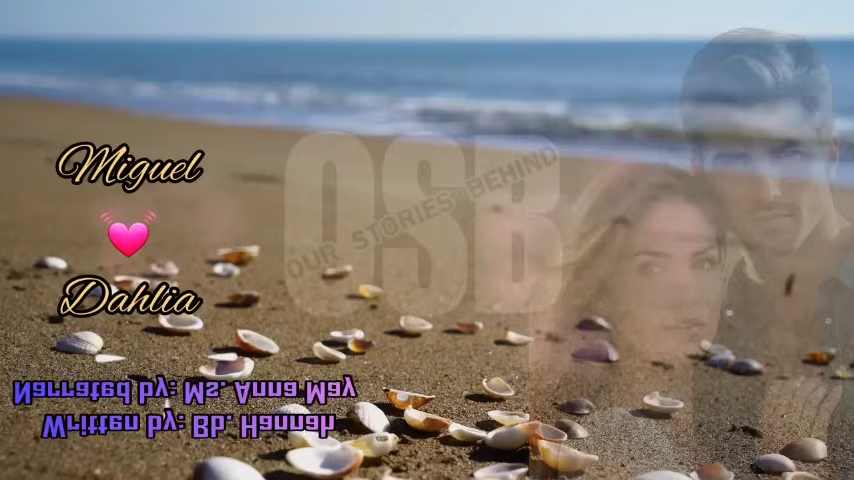 Miguel
Dahlia
OSB
OUR STORIES BEHIND
Narrated by: Ms. Anna May
Written by: Bb. Hannah